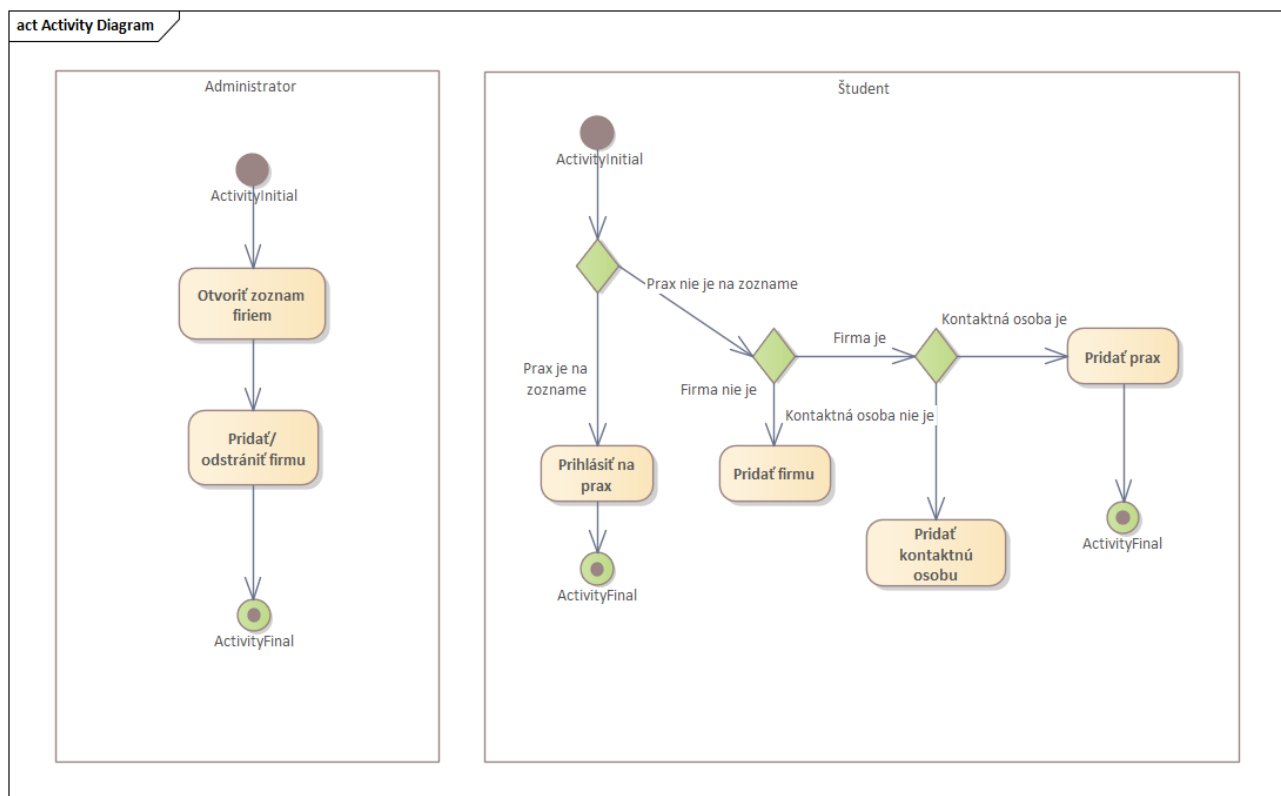 act Activity Diagram
Administrator
ActivityInitial
Otvoriť zoznam
firiem
Pridať/
odstrániť firmu
ActivityFinal
Študent
ActivityInitial
Prax nie je na zozname
Prax je na
zozname
Firma je
Firma nie je
Kontaktná osoba je
Kontaktná osoba nie je
Pridať prax
Prihlásiť na
prax
Pridať firmu
Pridať
kontaktnú
osobu
ActivityFinal
ActivityFinal